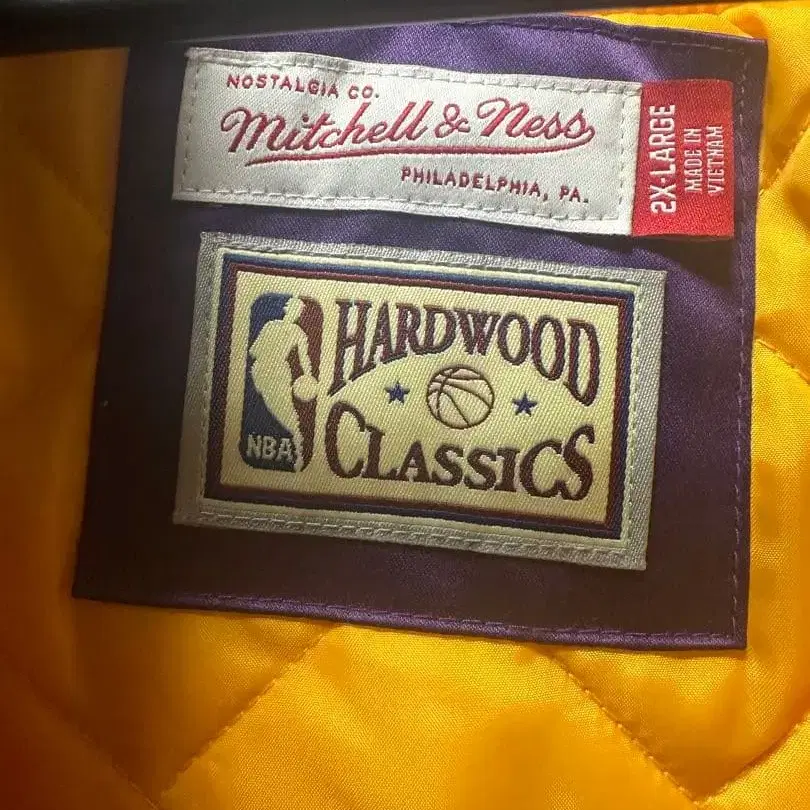 NOSTALGIA CO.
Mitchell & Ness
PHILADELPHIA, PA.
2X-LARGE
MADE IN
VIETNAM
HARDWOOD
CLASSICS
NBA